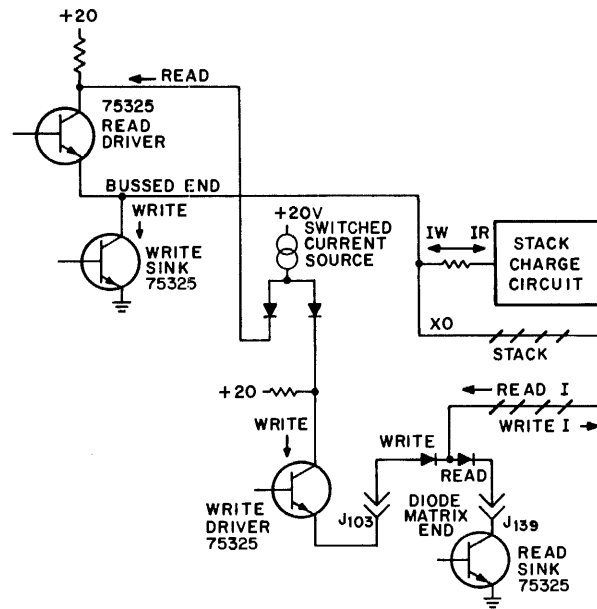 +20
READ
75325
READ
DRIVER
BUSSED END
WRITE
WRITE
SINK
75325
+20V
SWITCHED
CURRENT
SOURCE
IW IR
STACK
CHARGE
CIRCUIT
XO
STACK
+20
READ I
WRITE I
WRITE
WRITE
READ
WRITE
DRIVER
75325
J103
DIODE
MATRIX
END
J139
READ
SINK
75325